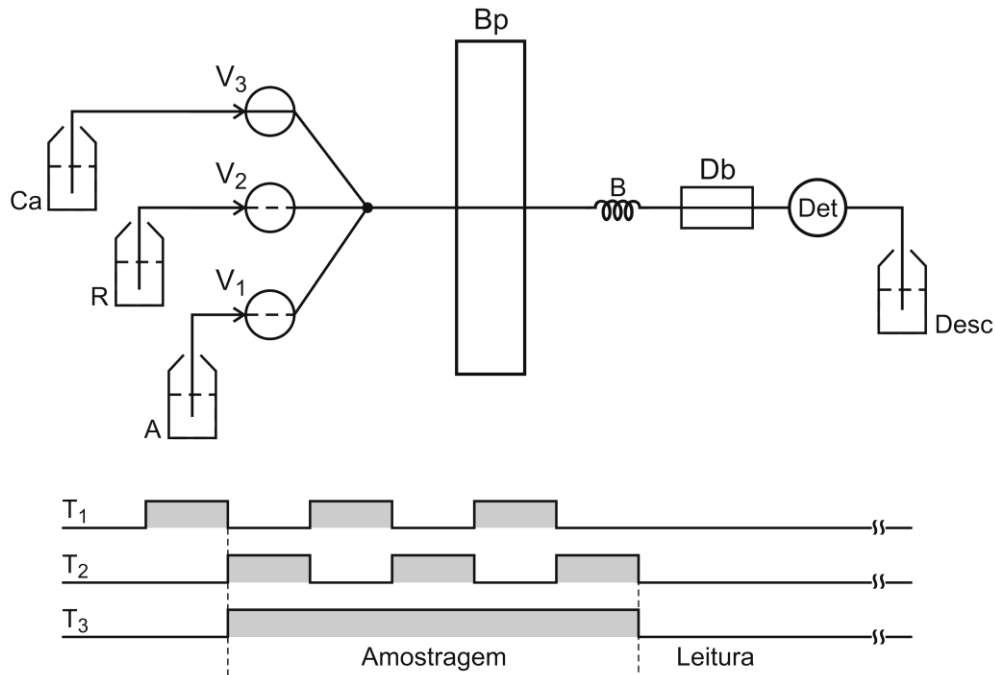 Bp
V₃
Ca
V₂
R
V₁
A
B
Db
Det
Desc
T₁
T₂
T₃
Amostragem
Leitura